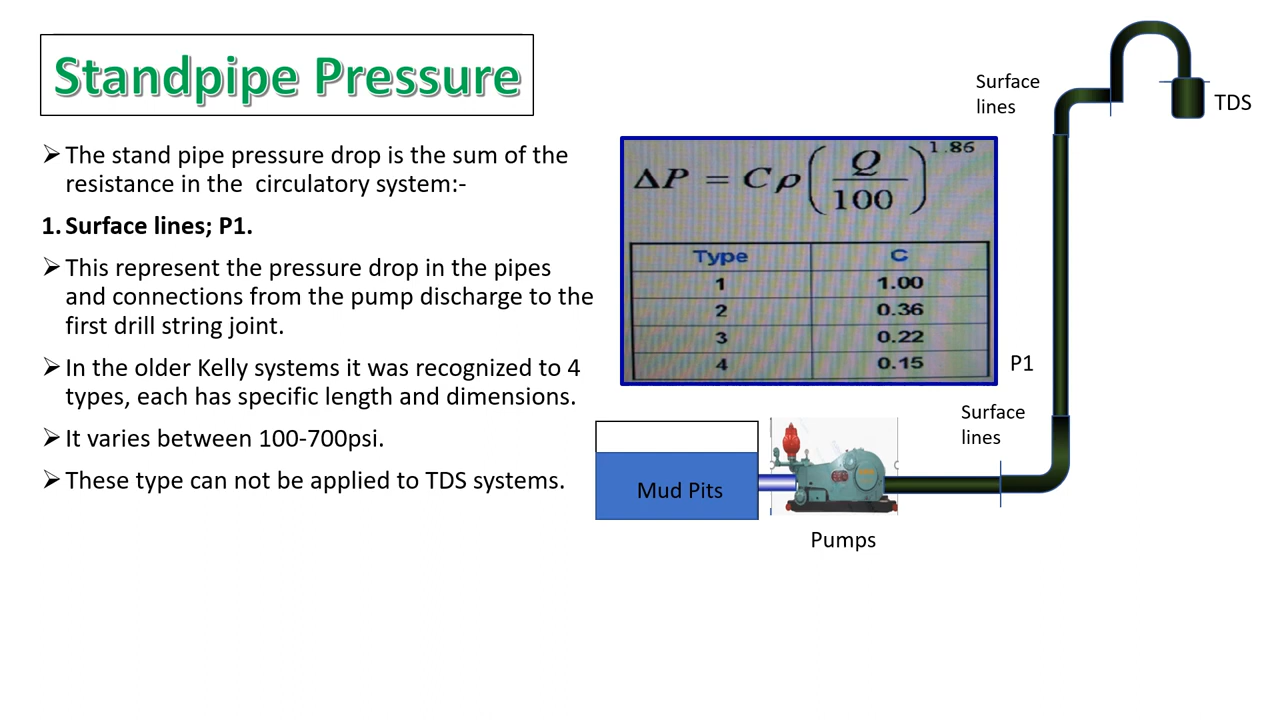 Standpipe Pressure
➢ The stand pipe pressure drop is the sum of the
resistance in the circulatory system:-
1. Surface lines; P1.
➢ This represent the pressure drop in the pipes
and connections from the pump discharge to the
first drill string joint.
➢ In the older Kelly systems it was recognized to 4
types, each has specific length and dimensions.
➢ It varies between 100-700psi.
➢ These type can not be applied to TDS systems.
ΔP = Cρ(Q/100)^1.86
Type C
1 1.00
2 0.36
3 0.22
4 0.15
Surface
lines
TDS
P1
Surface
lines
Mud Pits
Pumps